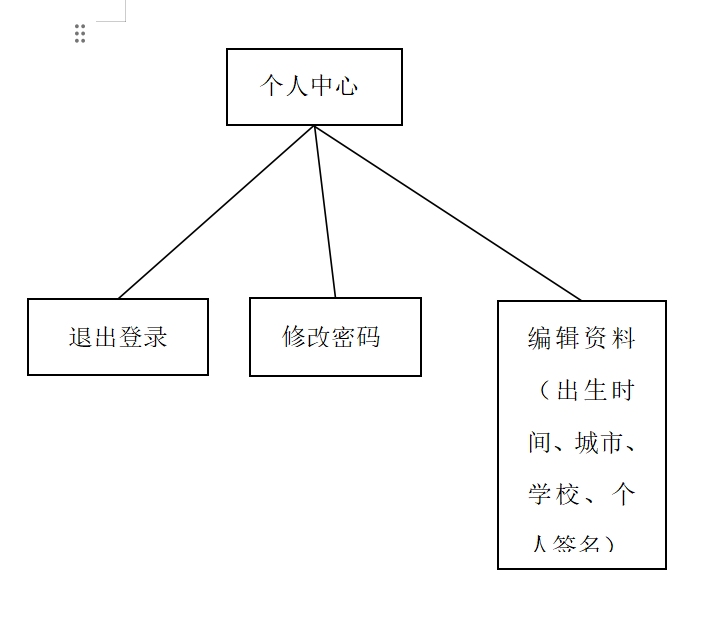 个人中心
退出登录
修改密码
编辑资料
（出生时
间、城市、
学校、个
人签名）